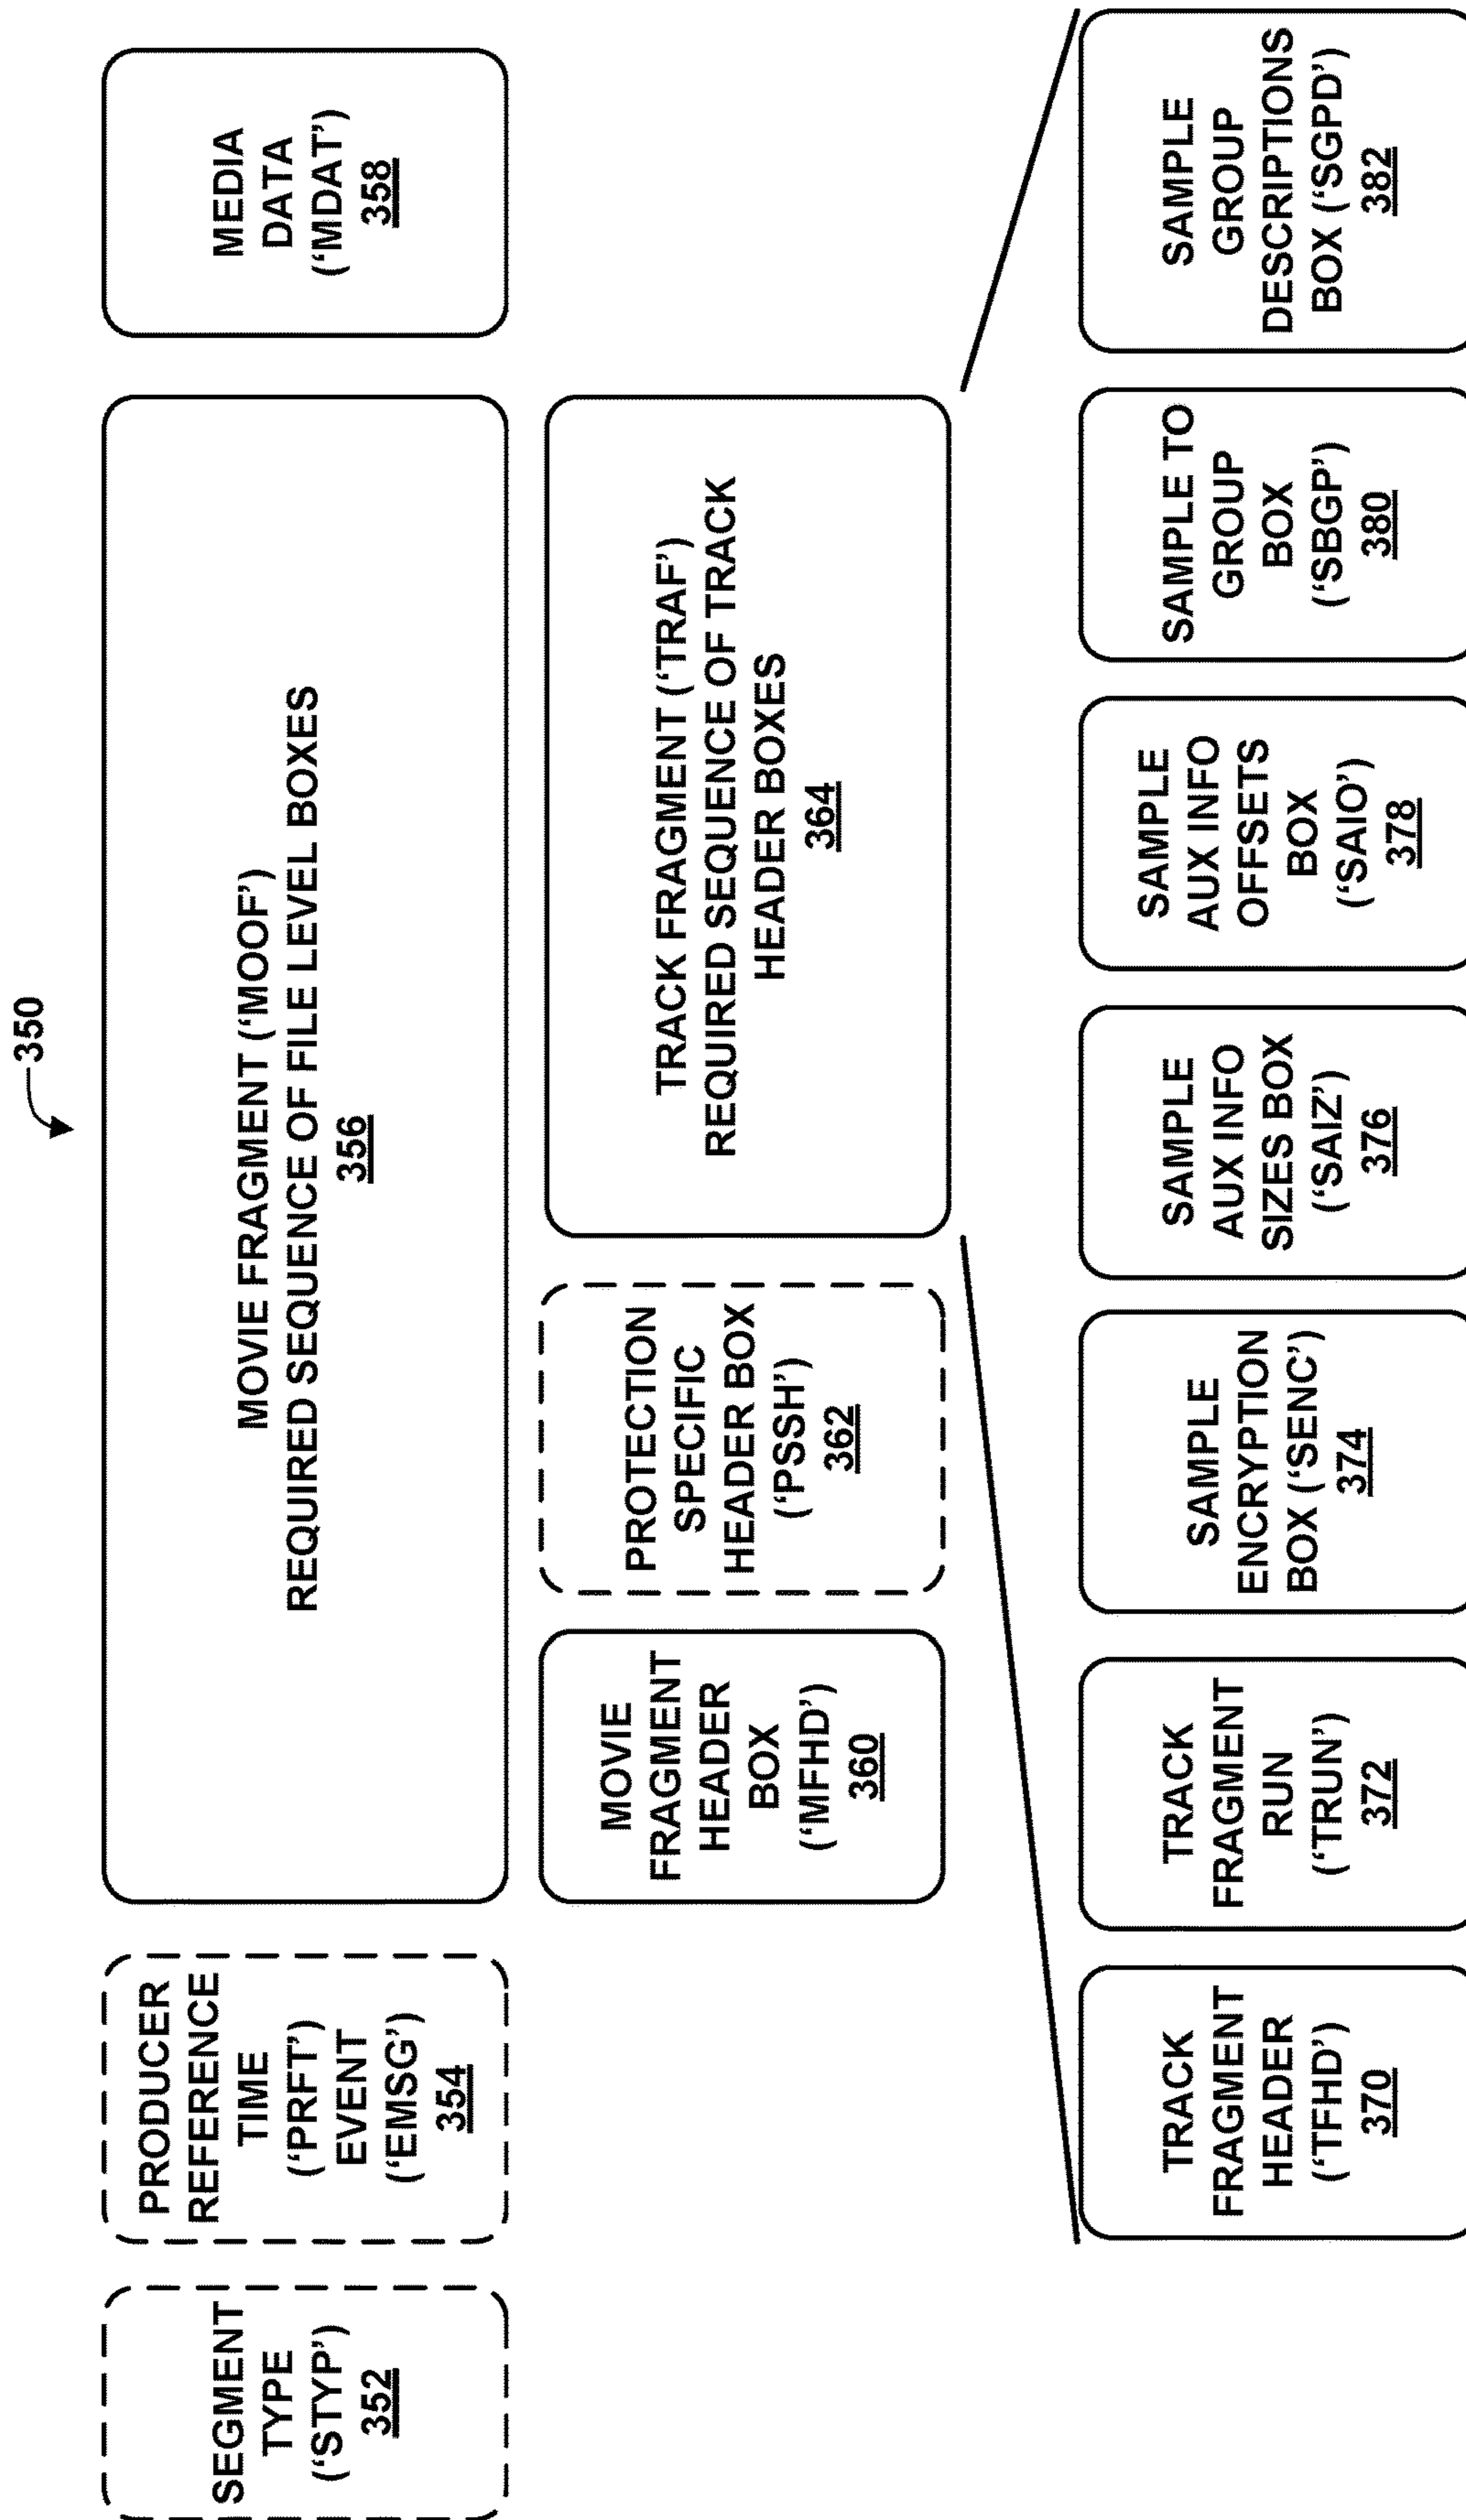 350
SEGMENT
TYPE
(‘STYP’)
352
PRODUCER
REFERENCE
TIME
(‘PRFT’)
EVENT
(‘EMSG’)
354
MOVIE FRAGMENT (‘MOOF’)
REQUIRED SEQUENCE OF FILE LEVEL BOXES
356
MEDIA
DATA
(‘MDAT’)
358
MOVIE
FRAGMENT
HEADER
BOX
(‘MFHD’)
360
PROTECTION
SPECIFIC
HEADER BOX
(‘PSSH’)
362
TRACK FRAGMENT (‘TRAF’)
REQUIRED SEQUENCE OF TRACK
HEADER BOXES
364
TRACK
FRAGMENT
HEADER
(‘TFHD’)
370
TRACK
FRAGMENT
RUN
(‘TRUN’)
372
SAMPLE
ENCRYPTION
BOX (‘SENC’)
374
SAMPLE
AUX INFO
SIZES BOX
(‘SAIZ’)
376
SAMPLE
AUX INFO
OFFSETS
BOX
(‘SAIO’)
378
SAMPLE TO
GROUP
BOX
(‘SBGP’)
380
SAMPLE
GROUP
DESCRIPTIONS
BOX (‘SGPD’)
382